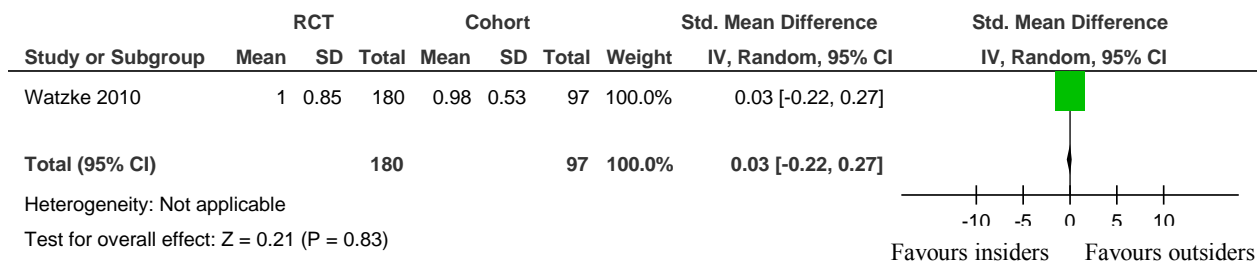 RCT Cohort Std. Mean Difference Std. Mean Difference
Study or Subgroup Mean SD Total Mean SD Total Weight IV, Random, 95% CI IV, Random, 95% CI
Watzke 2010 1 0.85 180 0.98 0.53 97 100.0% 0.03 [-0.22, 0.27]
Total (95% CI) 180 97 100.0% 0.03 [-0.22, 0.27]
Heterogeneity: Not applicable
-10 -5 0 5 10
Test for overall effect: Z = 0.21 (P = 0.83)
Favours insiders Favours outsiders